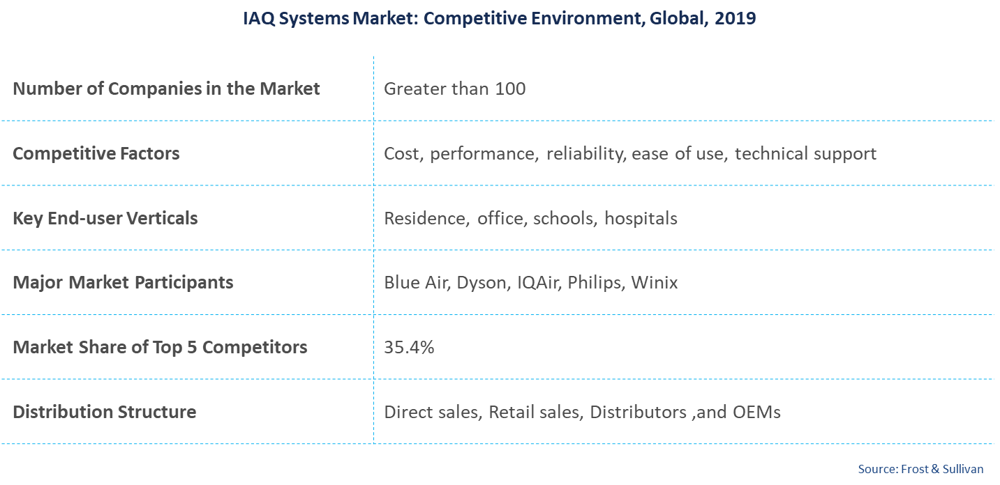 IAQ Systems Market: Competitive Environment, Global, 2019
Number of Companies in the Market
Greater than 100
Competitive Factors
Cost, performance, reliability, ease of use, technical support
Key End-user Verticals
Residence, office, schools, hospitals
Major Market Participants
Blue Air, Dyson, IQAir, Philips, Winix
Market Share of Top 5 Competitors
35.4%
Distribution Structure
Direct sales, Retail sales, Distributors ,and OEMs
Source: Frost & Sullivan